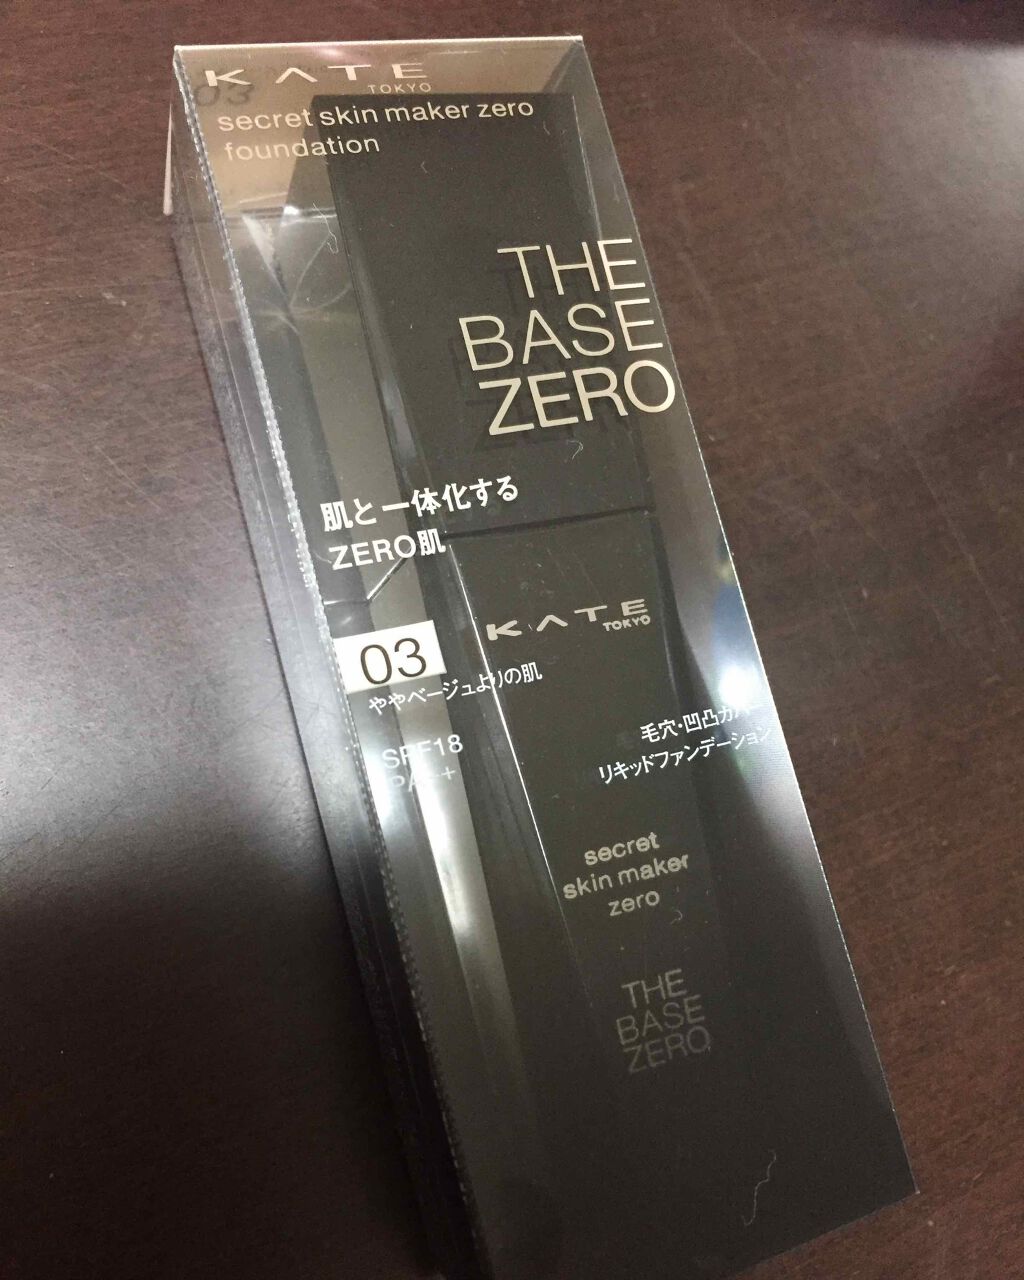 KATE
TOKYO
03
secret skin maker zero
foundation
THE
BASE
ZERO
肌と一体化する
ZERO肌
KATE
TOKYO
03
ややベージュよりの肌
SPF18
PA++
毛穴・凹凸カバー
リキッドファンデーション
secret
skin maker
zero
THE
BASE
ZERO